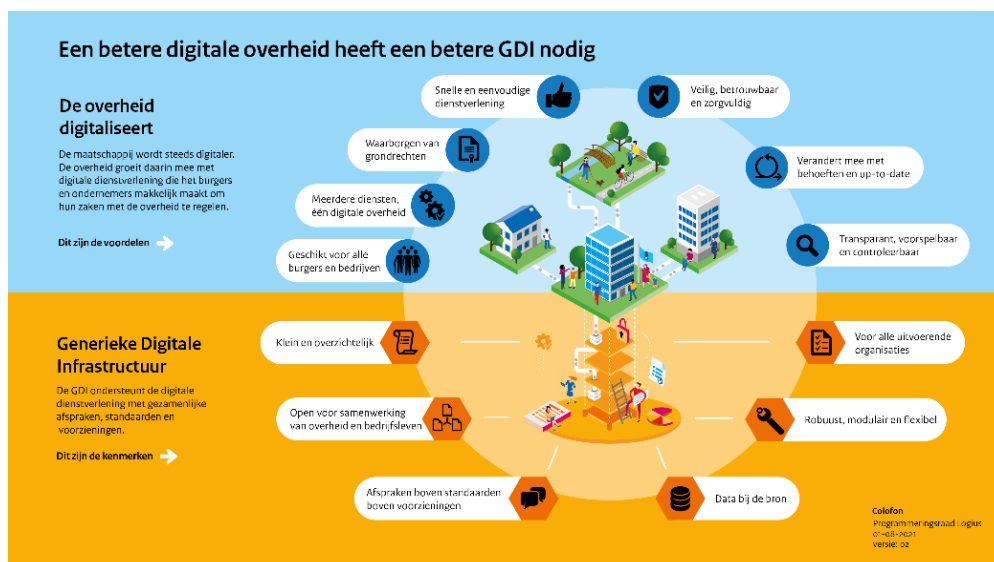 Een betere digitale overheid heeft een betere GDI nodig
De overheid
digitaliseert
De maatschappij wordt steeds digitaler.
De overheid groeit daarin mee met
digitale dienstverlening die het burgers
en ondernemers makkelijk maakt om
hun zaken met de overheid te regelen.
Dit zijn de voordelen
Snelle en eenvoudige
dienstverlening
Waarborgen van
grondrechten
Meerdere diensten,
één digitale overheid
Geschikt voor alle
burgers en bedrijven
Veilig, betrouwbaar
en zorgvuldig
Verandert mee met
behoeften en up-to-date
Transparant, voorspelbaar
en controleerbaar
Generieke Digitale
Infrastructuur
De GDI ondersteunt de digitale
dienstverlening met gezamenlijke
afspraken, standaarden en
voorzieningen.
Dit zijn de kenmerken
Klein en overzichtelijk
Open voor samenwerking
van overheid en bedrijfsleven
Afspraken boven standaarden
boven voorzieningen
Voor alle uitvoerende
organisaties
Robuust, modulair en flexibel
Data bij de bron
Colofon
Programmeringsraad Logius
01-08-2021
versie: 02